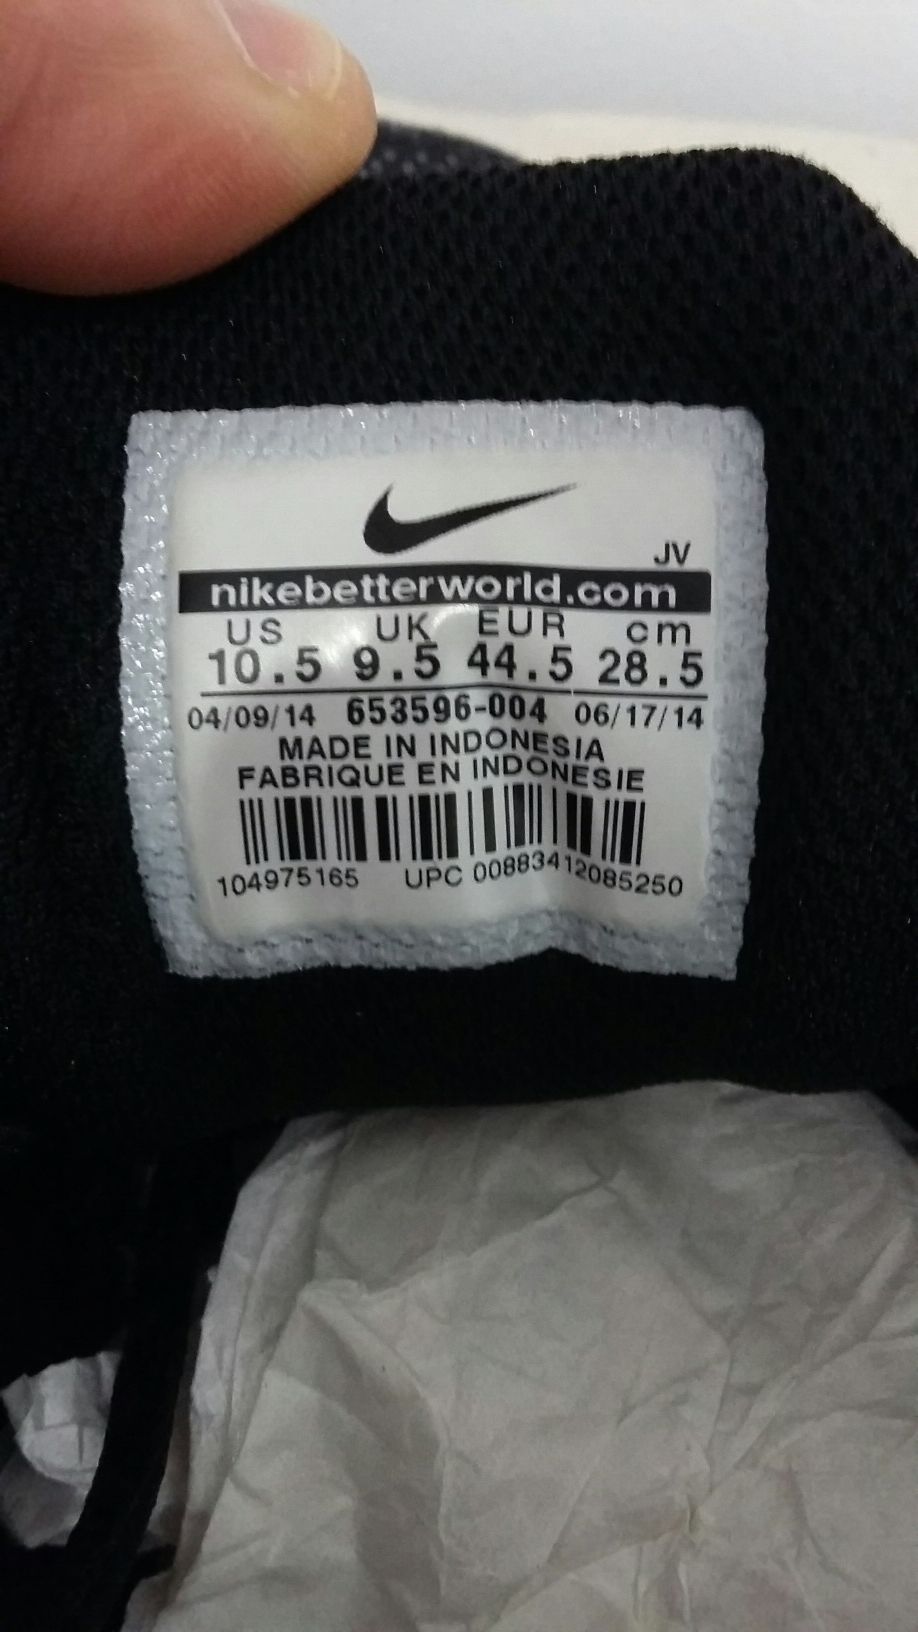 JV
nikebetterworld.com
US UK EUR cm
10.5 9.5 44.5 28.5
04/09/14 653596-004 06/17/14
MADE IN INDONESIA
FABRIQUE EN INDONESIE
104975165 UPC 00883412085250